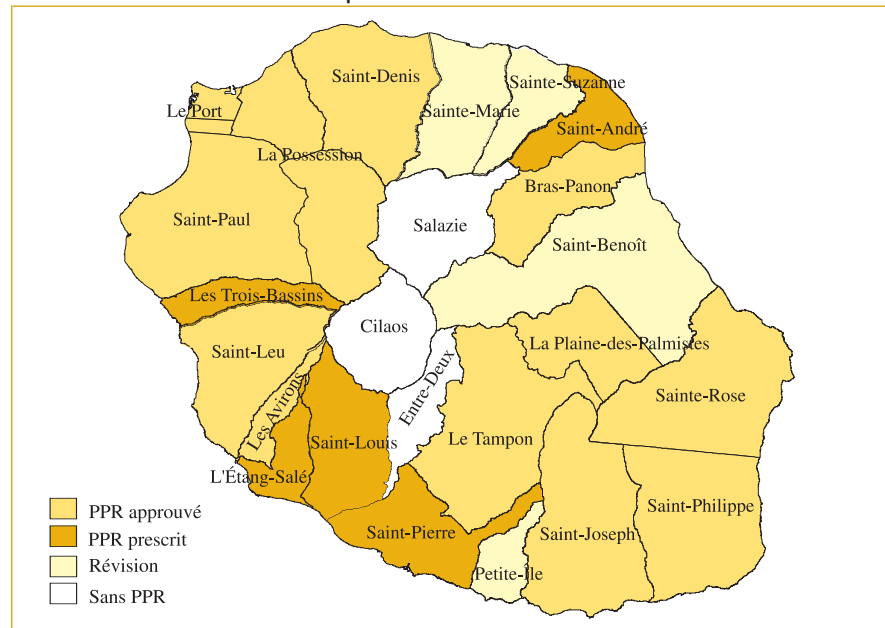 Saint-Denis
Sainte-Suzanne
Le Port
Sainte-Marie
Saint-André
La Possession
Bras-Panon
Saint-Paul
Salazie
Saint-Benoît
Les Trois-Bassins
Cilaos
La Plaine-des-Palmistes
Saint-Leu
Entre-Deux
Sainte-Rose
Les Avirons
Saint-Louis
Le Tampon
L'Étang-Salé
Saint-Philippe
Saint-Pierre
Saint-Joseph
Petite-Île
PPR approuvé
PPR prescrit
Révision
Sans PPR